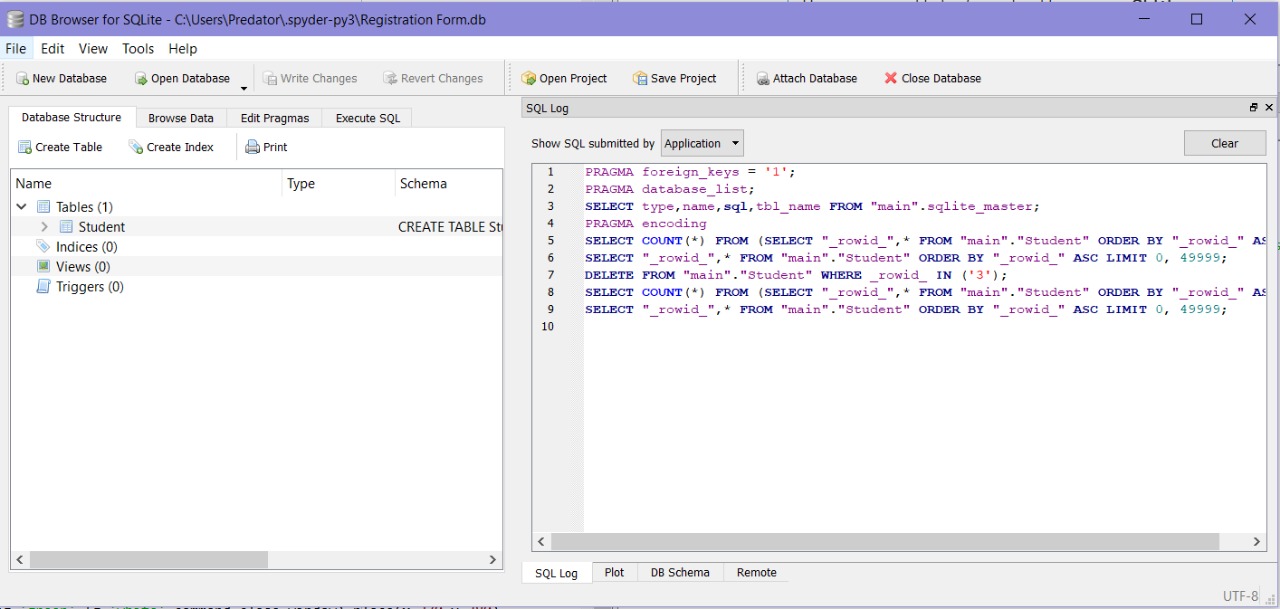 DB Browser for SQLite - C:\Users\Predator\.spyder-py3\Registration Form.db
File Edit View Tools Help
New Database Open Database Write Changes Revert Changes Open Project Save Project Attach Database Close Database
Database Structure Browse Data Edit Pragmas Execute SQL
Create Table Create Index Print
Name Type Schema
Tables (1)
Student CREATE TABLE St
Indices (0)
Views (0)
Triggers (0)
SQL Log
Show SQL submitted by Application Clear
1 PRAGMA foreign_keys = '1';
2 PRAGMA database_list;
3 SELECT type,name,sql,tbl_name FROM "main".sqlite_master;
4 PRAGMA encoding
5 SELECT COUNT(*) FROM (SELECT "_rowid_",* FROM "main"."Student" ORDER BY "_rowid_" AS
6 SELECT "_rowid_",* FROM "main"."Student" ORDER BY "_rowid_" ASC LIMIT 0, 49999;
7 DELETE FROM "main"."Student" WHERE _rowid_ IN ('3');
8 SELECT COUNT(*) FROM (SELECT "_rowid_",* FROM "main"."Student" ORDER BY "_rowid_" AS
9 SELECT "_rowid_",* FROM "main"."Student" ORDER BY "_rowid_" ASC LIMIT 0, 49999;
10
SQL Log Plot DB Schema Remote
UTF-8